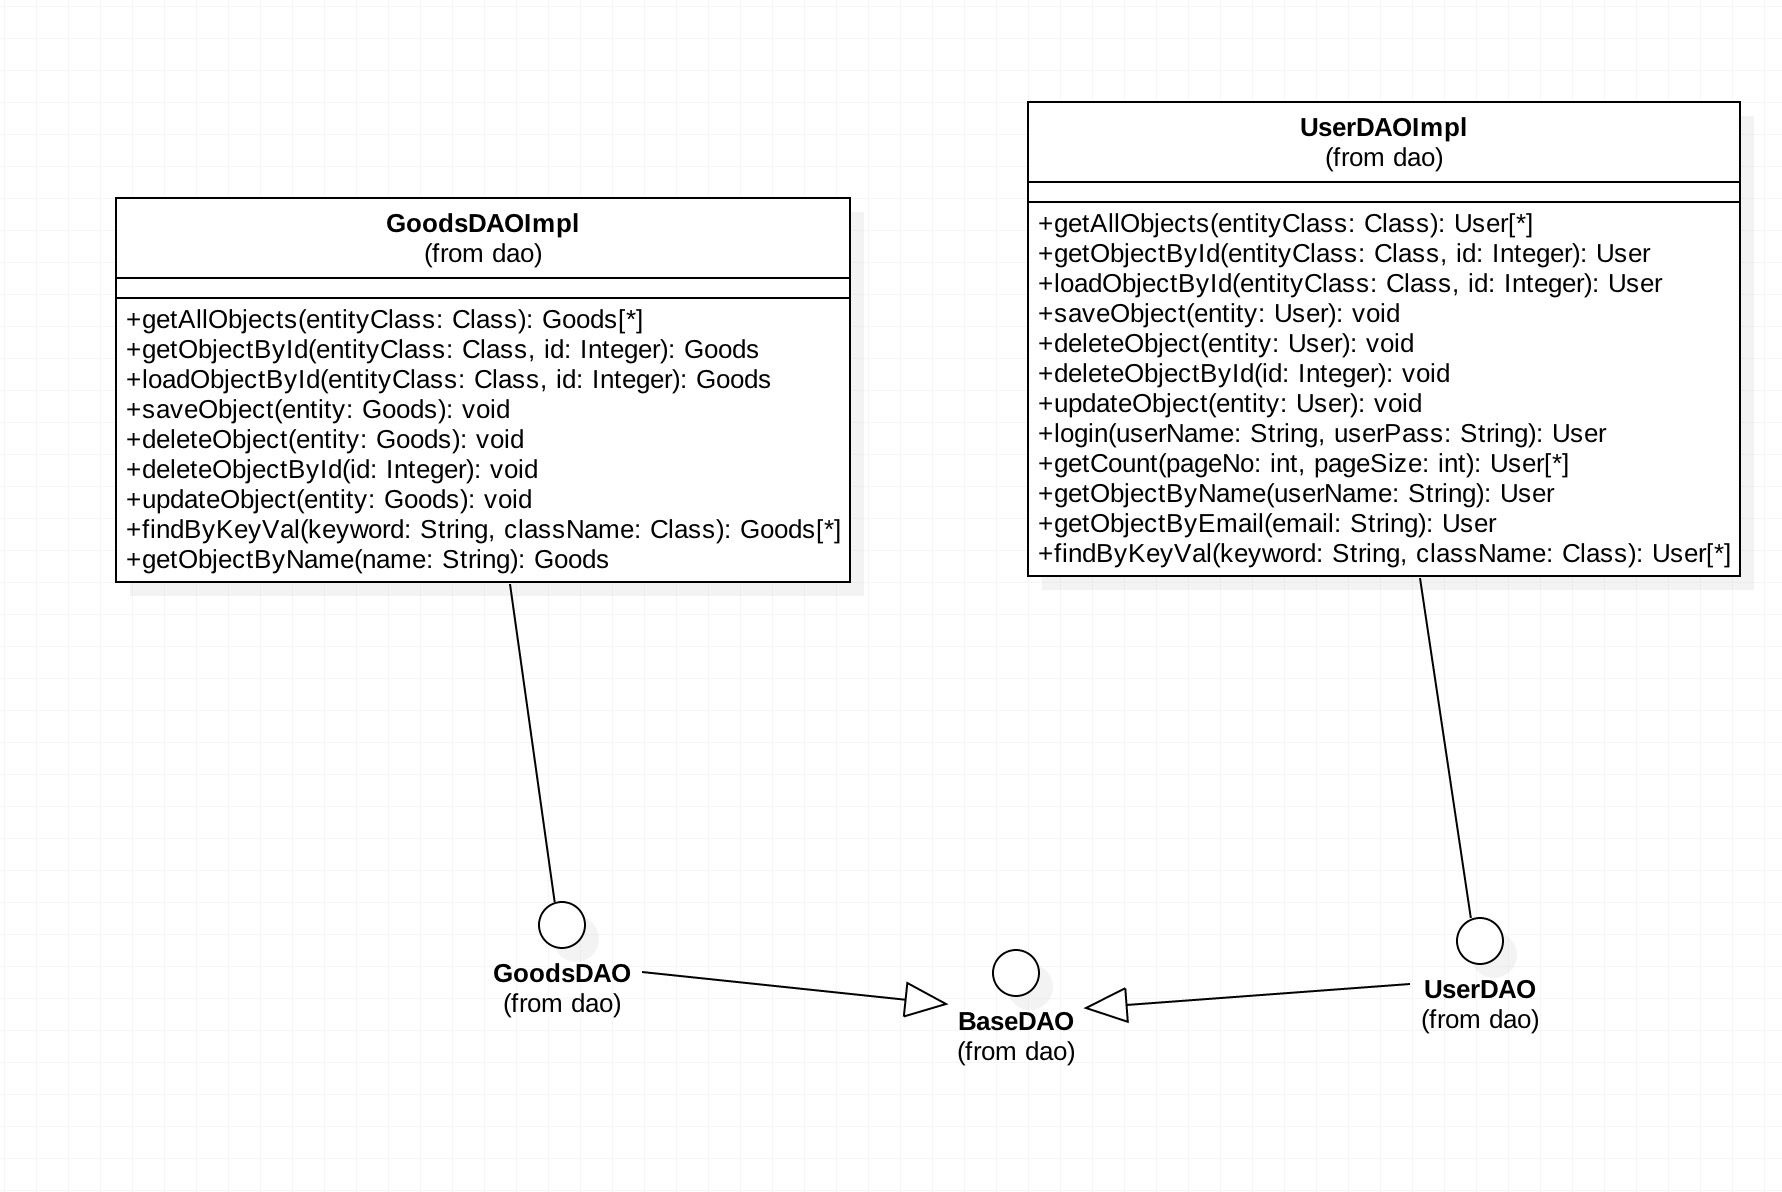 GoodsDAOImpl
(from dao)
+getAllObjects(entityClass: Class): Goods[*]
+getObjectById(entityClass: Class, id: Integer): Goods
+loadObjectById(entityClass: Class, id: Integer): Goods
+saveObject(entity: Goods): void
+deleteObject(entity: Goods): void
+deleteObjectById(id: Integer): void
+updateObject(entity: Goods): void
+findByKeyVal(keyword: String, className: Class): Goods[*]
+getObjectByName(name: String): Goods
UserDAOImpl
(from dao)
+getAllObjects(entityClass: Class): User[*]
+getObjectById(entityClass: Class, id: Integer): User
+loadObjectById(entityClass: Class, id: Integer): User
+saveObject(entity: User): void
+deleteObject(entity: User): void
+deleteObjectById(id: Integer): void
+updateObject(entity: User): void
+login(userName: String, userPass: String): User
+getCount(pageNo: int, pageSize: int): User[*]
+getObjectByName(userName: String): User
+getObjectByEmail(email: String): User
+findByKeyVal(keyword: String, className: Class): User[*]
GoodsDAO
(from dao)
BaseDAO
(from dao)
UserDAO
(from dao)